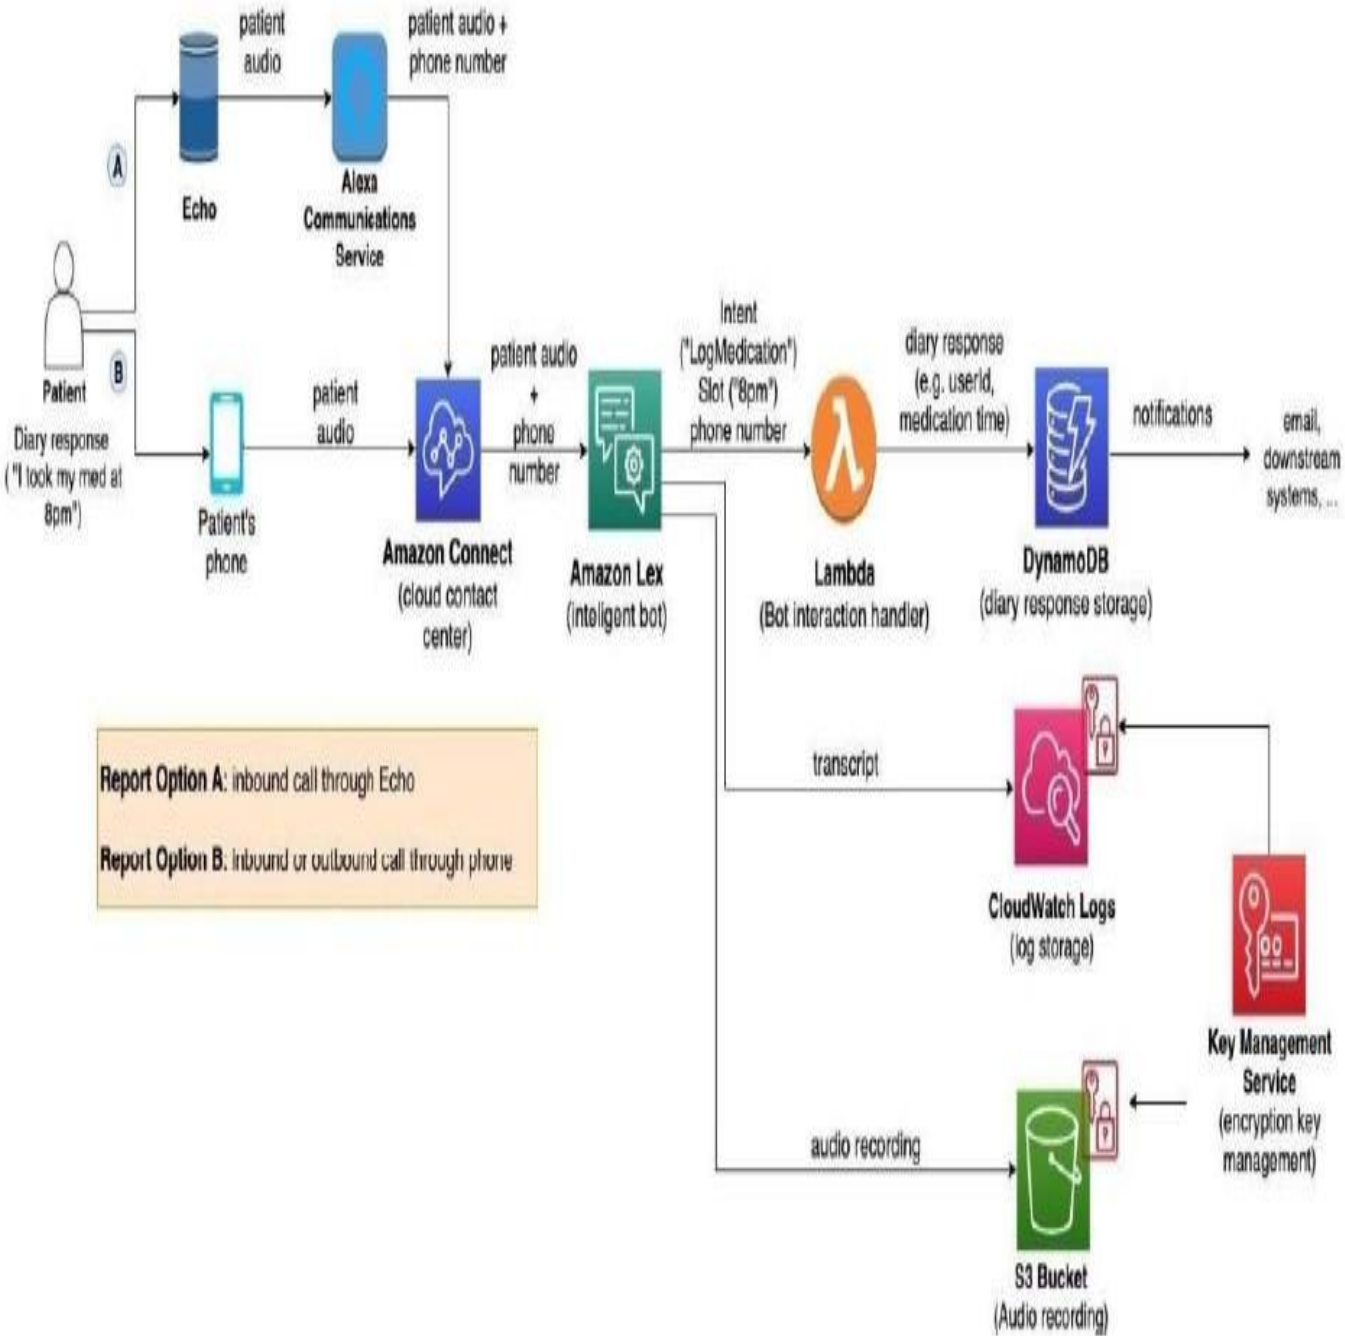 patient
audio
patient audio +
phone number
A
Echo
Alexa
Communications
Service
B
Patient
Diary response
( "I took my med at
8pm")
Patient's
phone
patient
audio
Amazon Connect
(cloud contact
center)
patient audio
+
phone
number
Amazon Lex
(inteligent bot)
Intent
("LogMedication")
Slot ("8pm")
phone number
Lambda
(Bot interaction handler)
diary response
(e.g. userId,
medication time)
DynamoDB
(diary response storage)
notifications
email,
downstream
systems, ...
Report Option A: inbound call through Echo
Report Option B: Inbound or outbound call through phone
transcript
CloudWatch Logs
(log storage)
Key Management
Service
(encryption key
management)
audio recording
S3 Bucket
(Audio recording)